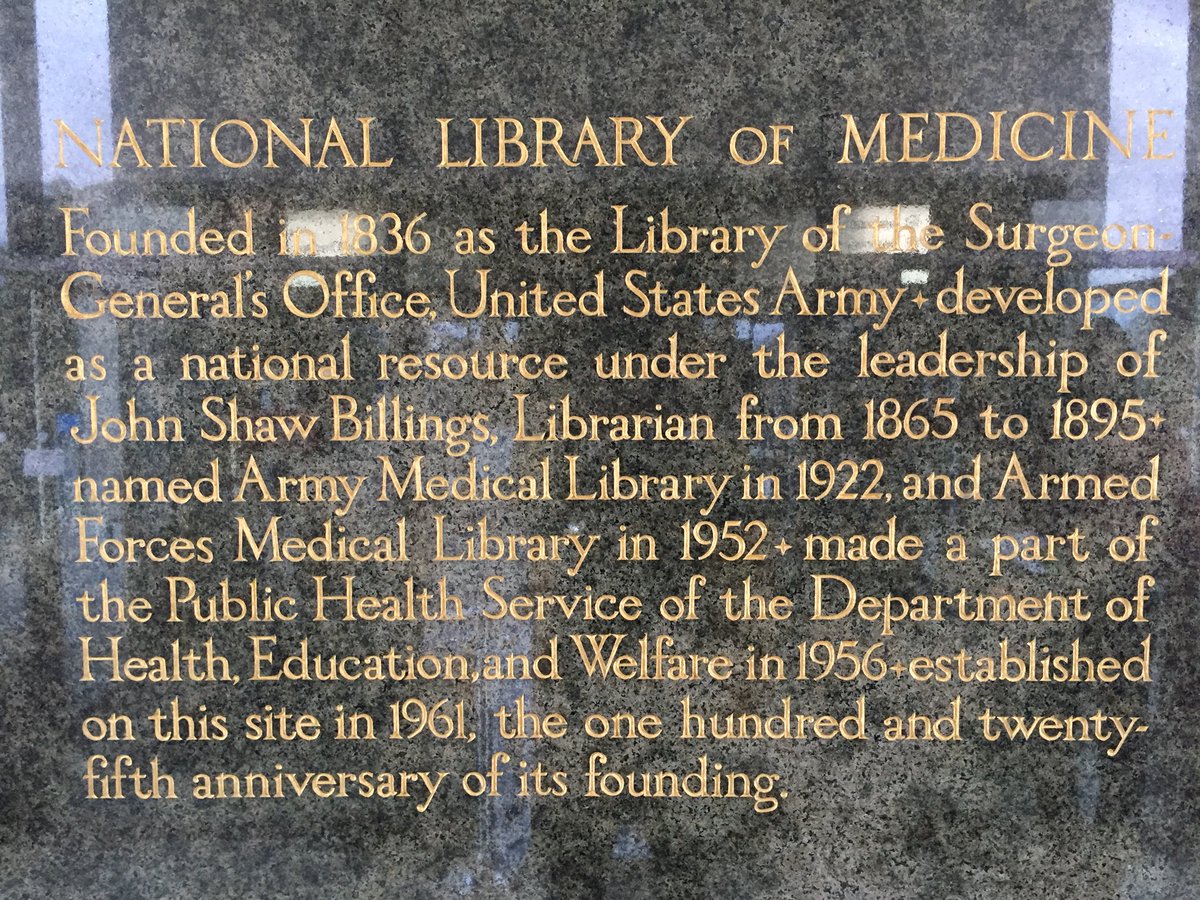 NATIONAL LIBRARY OF MEDICINE
Founded in 1836 as the Library of the Surgeon-
General's Office, United States Army + developed
as a national resource under the leadership of
John Shaw Billings, Librarian from 1865 to 1895 +
named Army Medical Library in 1922, and Armed
Forces Medical Library in 1952 + made a part of
the Public Health Service of the Department of
Health, Education, and Welfare in 1956 + established
on this site in 1961, the one hundred and twenty-
fifth anniversary of its founding.